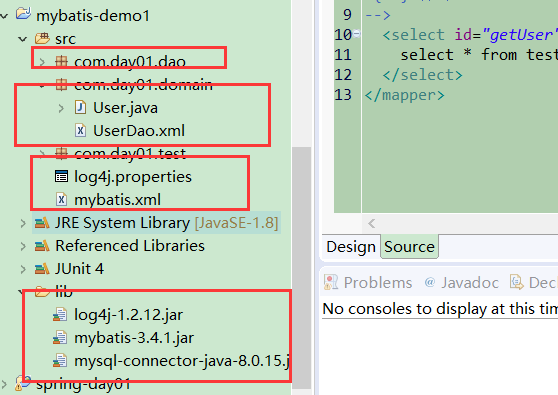 mybatis-demo1
src
com.day01.dao
com.day01.domain
User.java
UserDao.xml
com.day01.test
log4j.properties
mybatis.xml
JRE System Library [JavaSE-1.8]
Referenced Libraries
JUnit 4
lib
log4j-1.2.12.jar
mybatis-3.4.1.jar
mysql-connector-java-8.0.15.j
spring-day01
9 -->
10 <select id="getUser"
11 select * from test
12 </select>
13 </mapper>
Design Source
Problems @ Javadoc Decl
No consoles to display at this tim